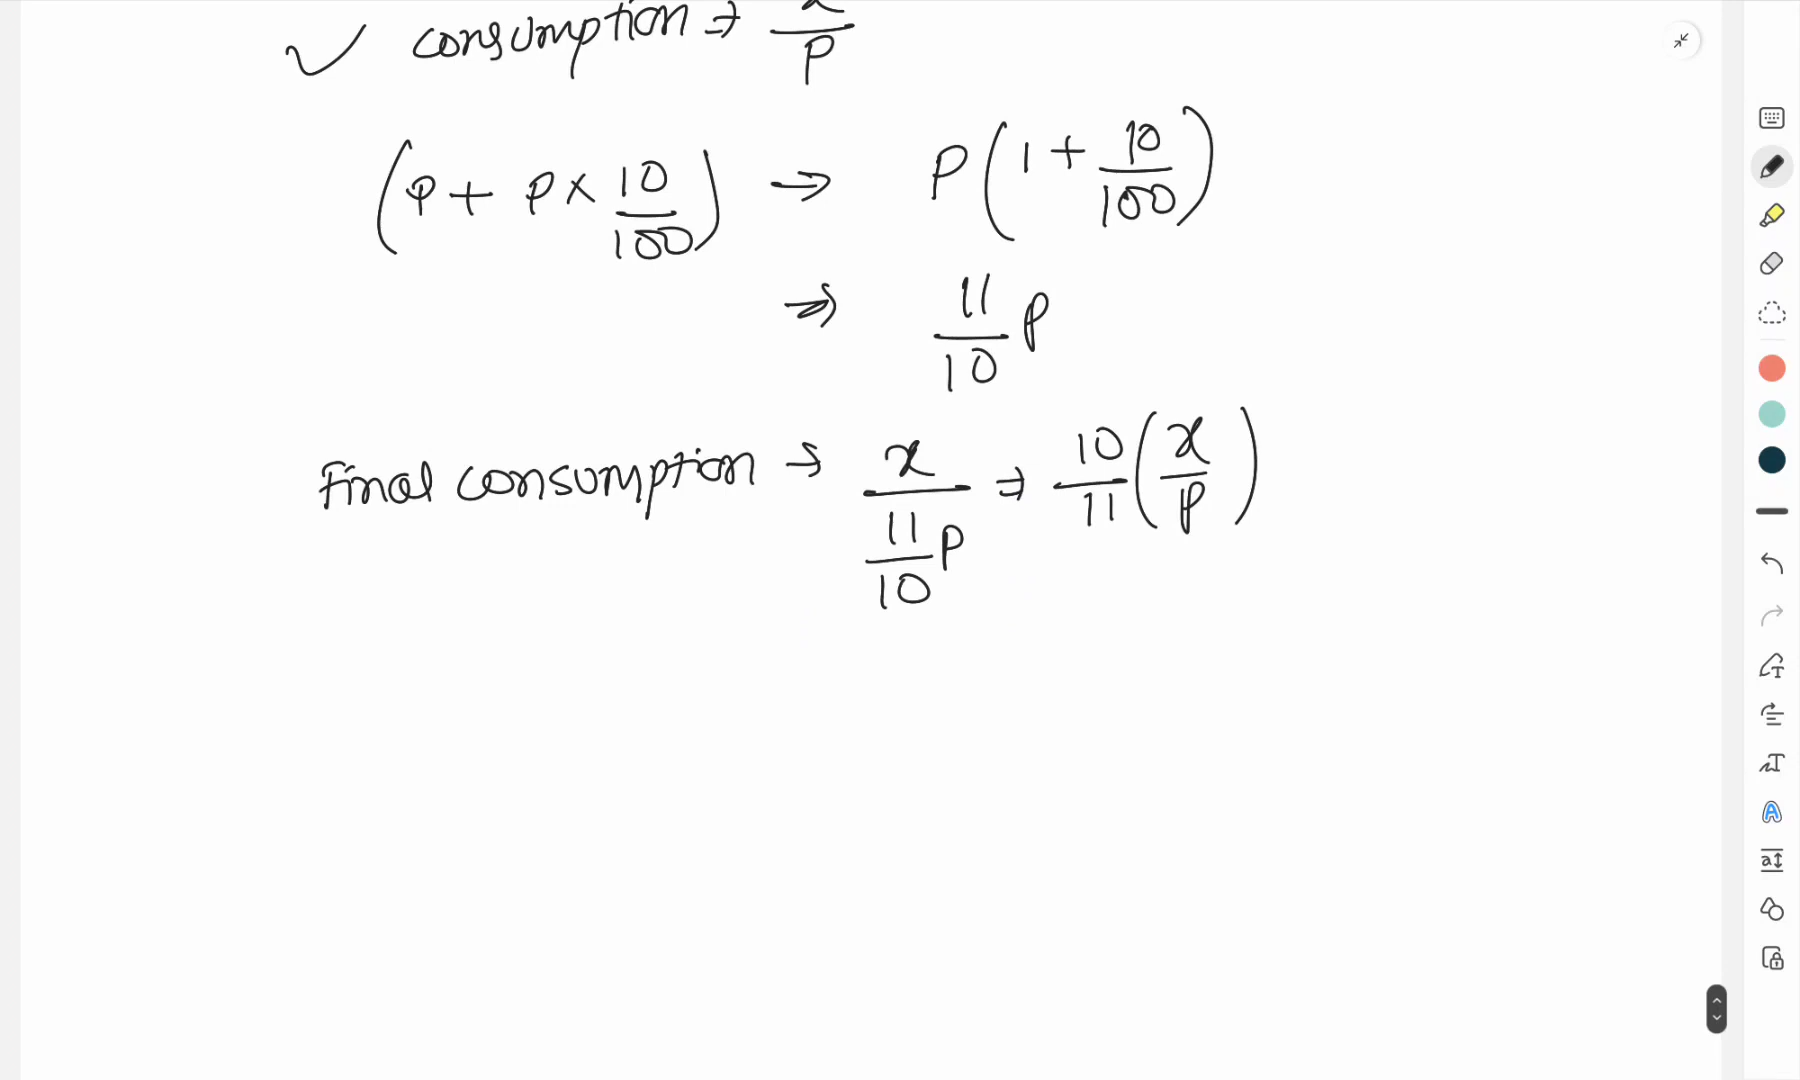 ✓ consumption ⇒ x/P
(P + P × 10/100) → P(1 + 10/100)
⇒ 11/10 P
Final consumption → x/(11/10 P) ⇒ 10/11 (x/P)